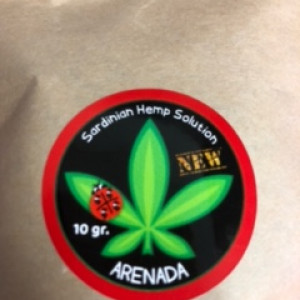 Sardinian Hemp Solution
NEW
10 gr.
ARENADA